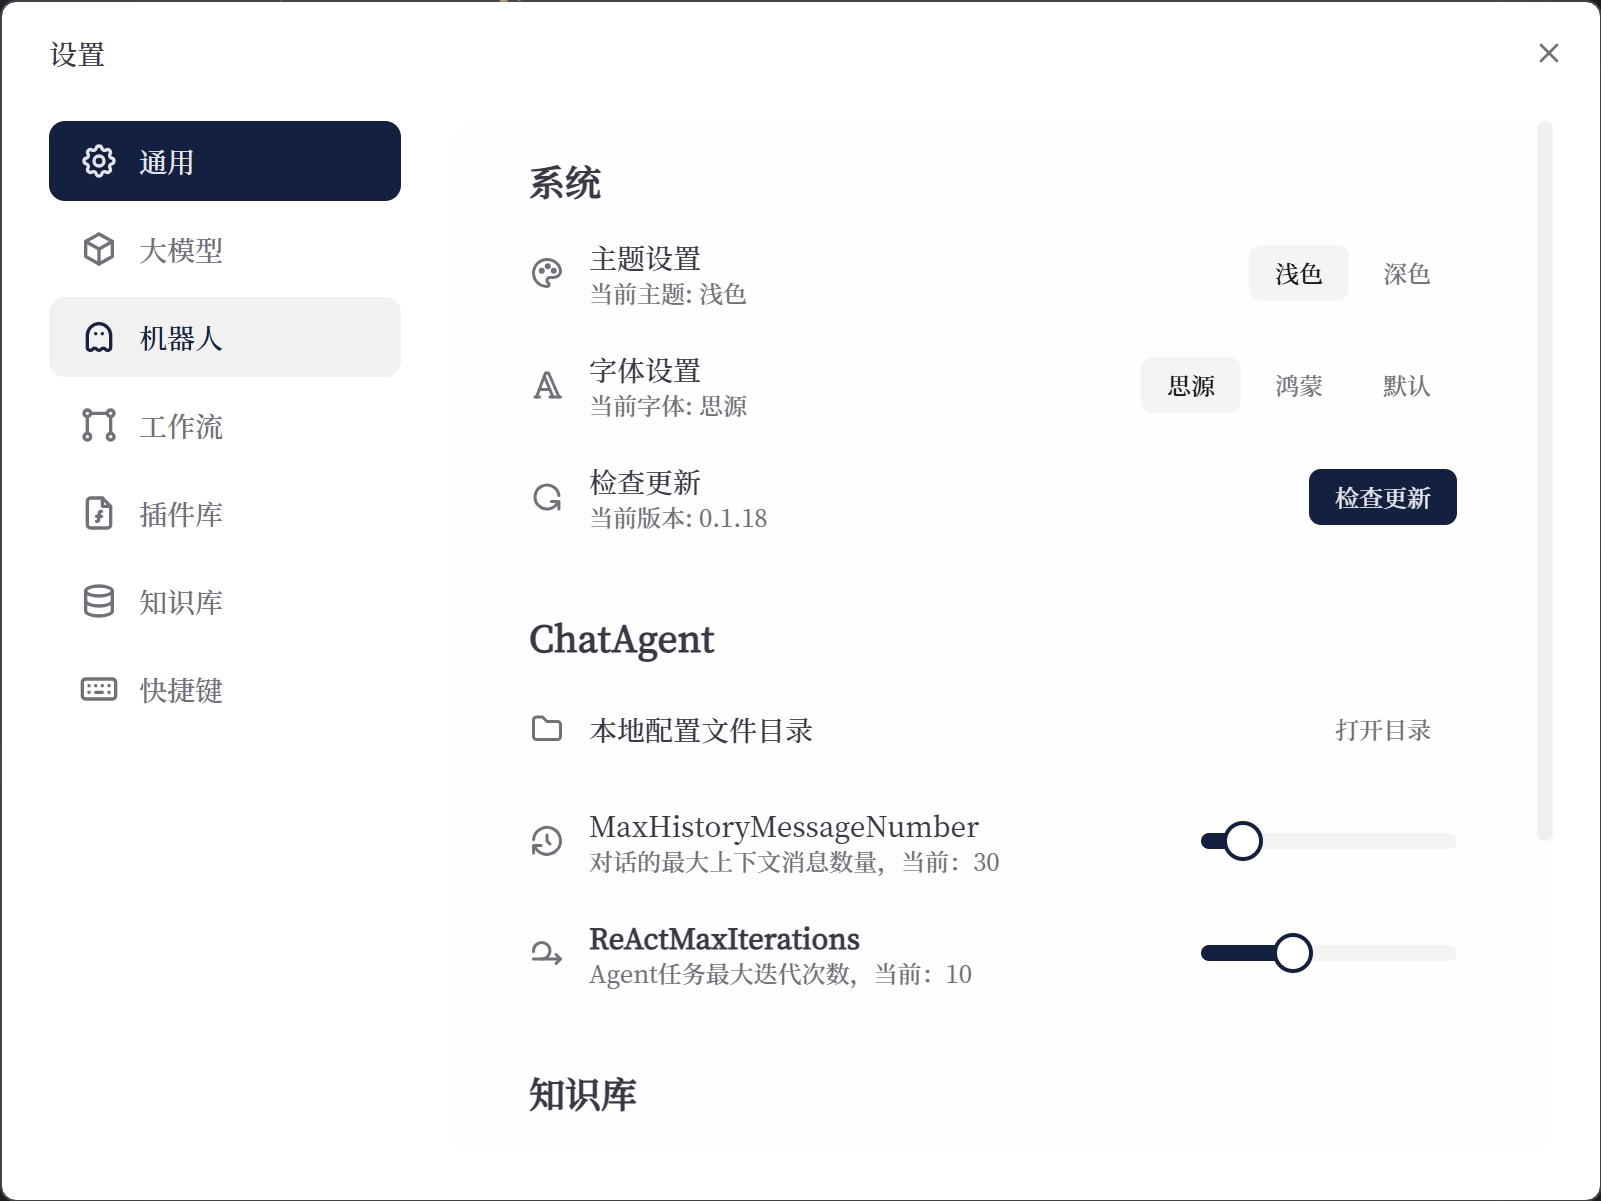 设置
通用
大模型
机器人
工作流
插件库
知识库
快捷键
系统
主题设置
当前主题: 浅色
浅色
深色
字体设置
当前字体: 思源
思源
鸿蒙
默认
检查更新
当前版本: 0.1.18
检查更新
ChatAgent
本地配置文件目录
打开目录
MaxHistoryMessageNumber
对话的最大上下文消息数量，当前：30
ReActMaxIterations
Agent任务最大迭代次数，当前：10
知识库